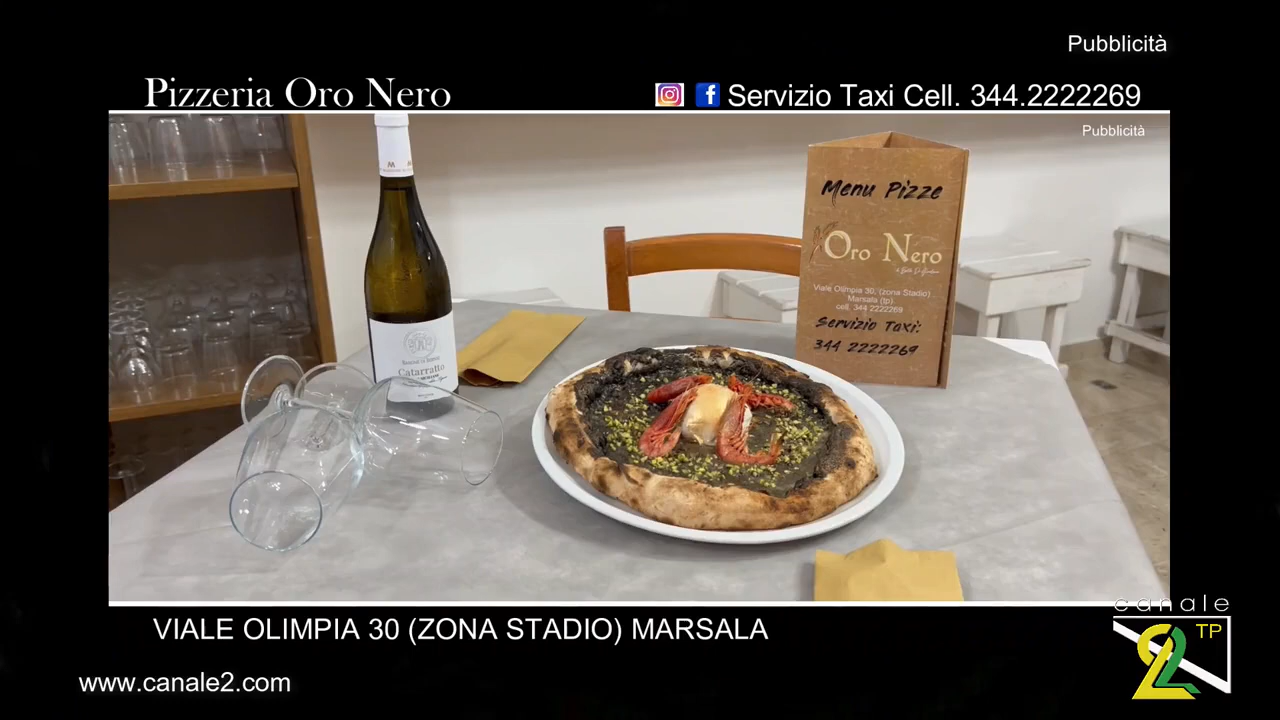 Pubblicità
Pizzeria Oro Nero
Servizio Taxi Cell. 344.2222269
Pubblicità
Menu Pizze
Oro Nero
Viale Olimpia 30, (zona Stadio)
Marsala (tp)
cell. 344 2222269
Servizio Taxi:
344 2222269
Catarratto
VIALE OLIMPIA 30 (ZONA STADIO) MARSALA
canale
2 TP
www.canale2.com